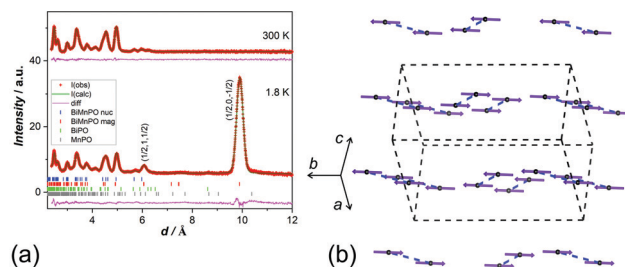 300 K
40
I(obs)
I(calc)
diff
BiMnPO nuc
BiMnPO mag
BiPO
MnPO
1.8 K
(1/2,0,-1/2)
20
(1/2,1,1/2)
0
Intensity / a.u.
4 6 8 10 12
d / Å
(a)
c
b
a
(b)